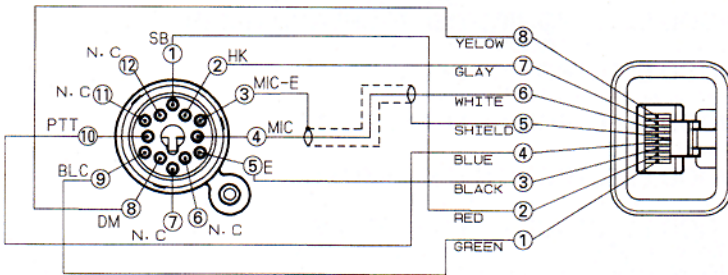 SB ①
② HK
N. C ⑫
N. C ⑪
③ MIC-E
PTT ⑩
④ MIC
BLC ⑨
⑤ E
DM ⑧
⑦ N. C
⑥ N. C
YELOW ⑧
GLAY ⑦
WHITE ⑥
SHIELD ⑤
BLUE ④
BLACK ③
RED ②
GREEN ①